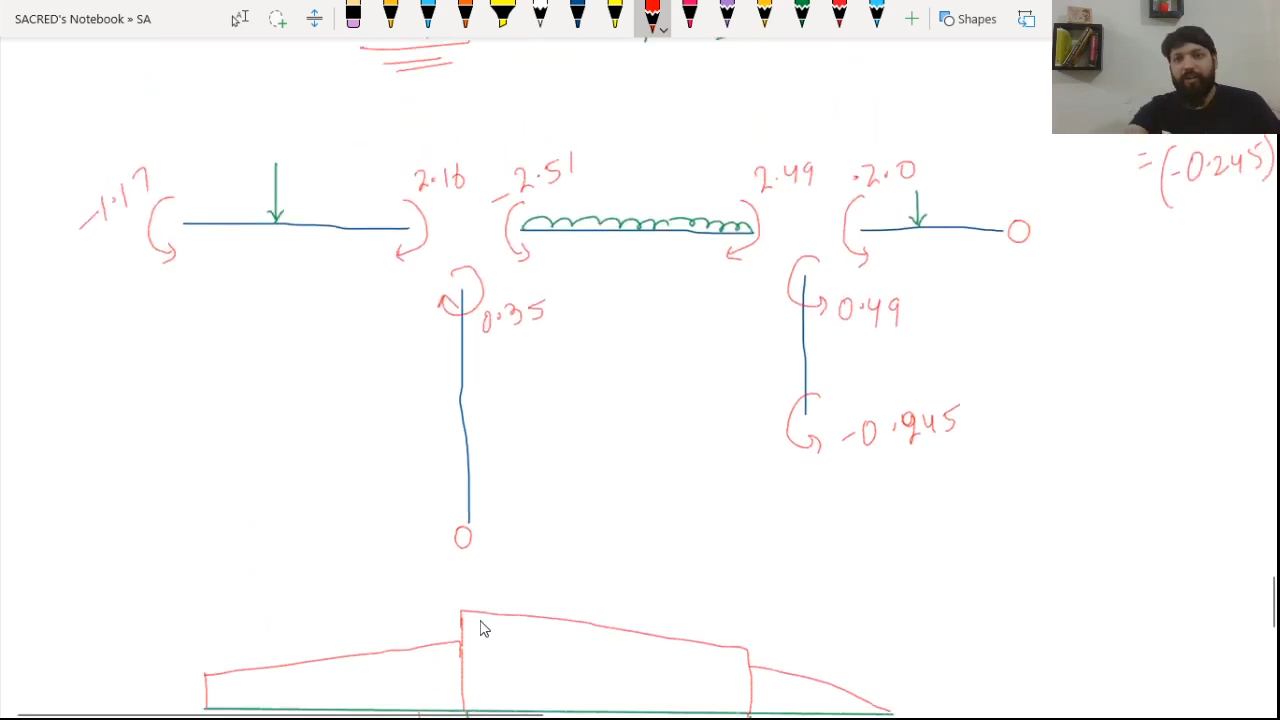 SACRED's Notebook » SA
Shapes
= (-0.245)
-1.17 2.16 -2.51 2.49 -2.0
0
0.35 0.49
-0.245
0